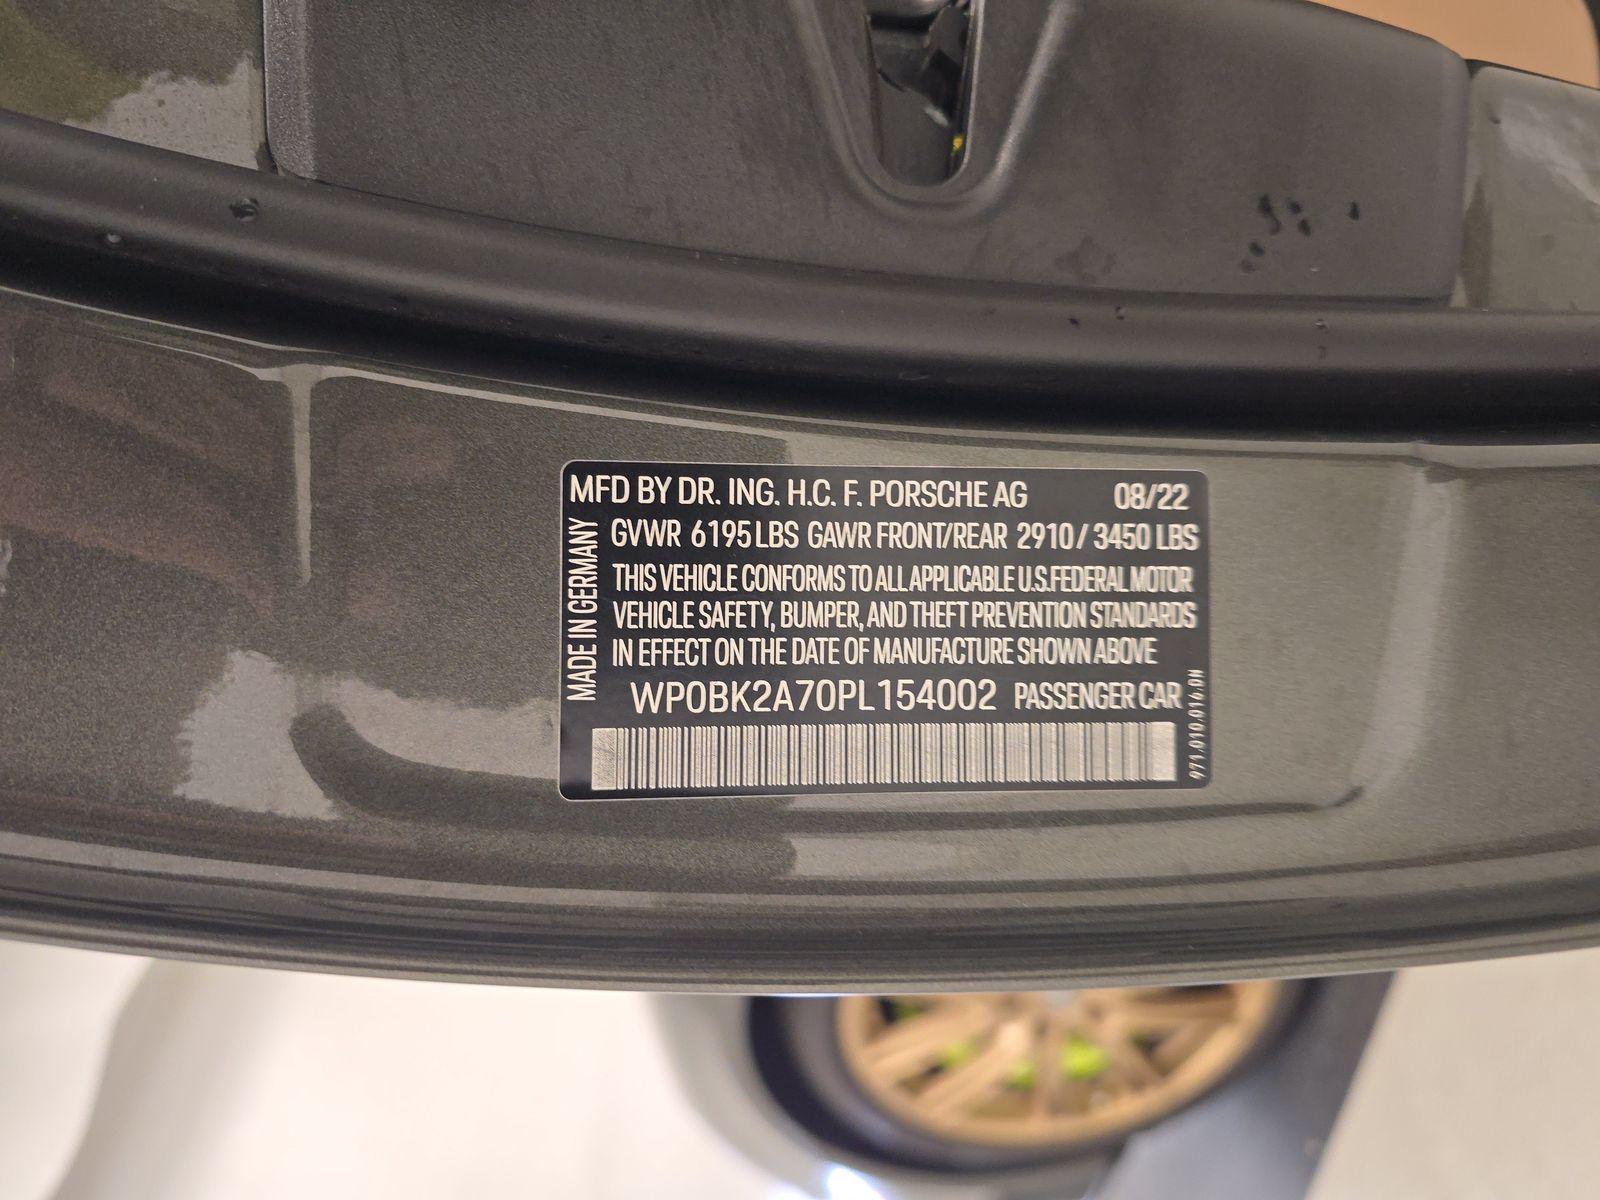 MFD BY DR. ING. H.C. F. PORSCHE AG 08/22
GVWR 6195 LBS GAWR FRONT/REAR 2910 / 3450 LBS
THIS VEHICLE CONFORMS TO ALL APPLICABLE U.S. FEDERAL MOTOR
VEHICLE SAFETY, BUMPER, AND THEFT PREVENTION STANDARDS
IN EFFECT ON THE DATE OF MANUFACTURE SHOWN ABOVE
WP0BK2A70PL154002 PASSENGER CAR
MADE IN GERMANY
971.010.016.DN